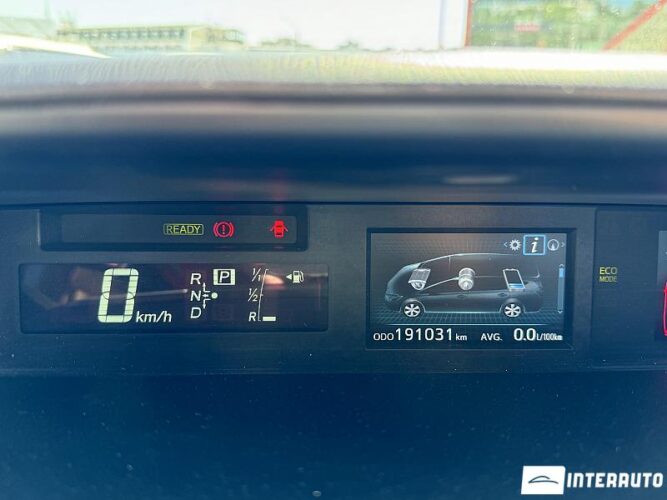 READY
0 km/h
R
N
D
P
1/1
1/2
R
i
ODO 191031 km AVG. 0.0 L/100km
ECO
MODE
INTERAUTO